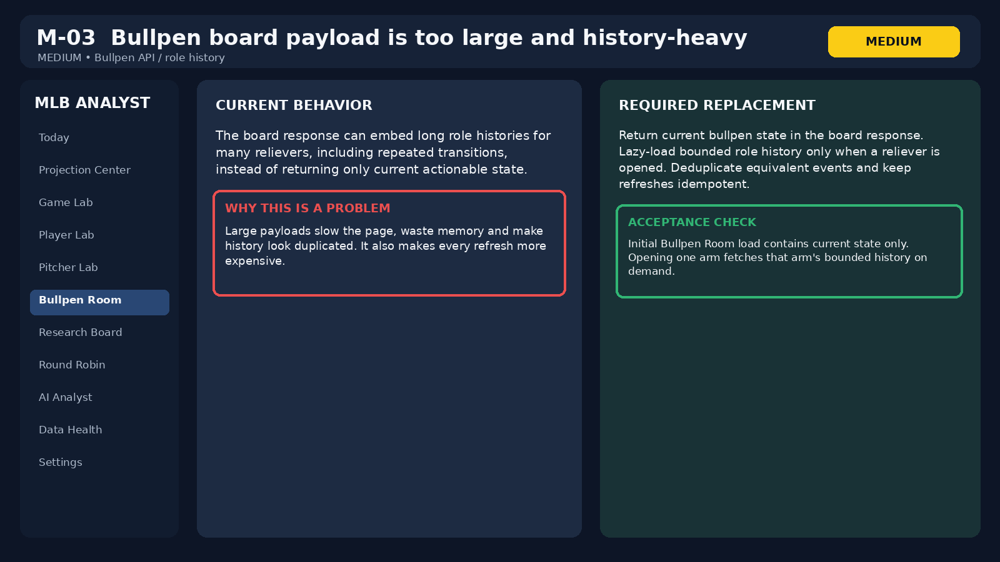 M-03  Bullpen board payload is too large and history-heavy
MEDIUM • Bullpen API / role history
MEDIUM
MLB ANALYST
Today
Projection Center
Game Lab
Player Lab
Pitcher Lab
Bullpen Room
Research Board
Round Robin
AI Analyst
Data Health
Settings
CURRENT BEHAVIOR
The board response can embed long role histories for
many relievers, including repeated transitions,
instead of returning only current actionable state.
WHY THIS IS A PROBLEM
Large payloads slow the page, waste memory and make
history look duplicated. It also makes every refresh more
expensive.
REQUIRED REPLACEMENT
Return current bullpen state in the board response.
Lazy-load bounded role history only when a reliever is
opened. Deduplicate equivalent events and keep
refreshes idempotent.
ACCEPTANCE CHECK
Initial Bullpen Room load contains current state only.
Opening one arm fetches that arm's bounded history on
demand.